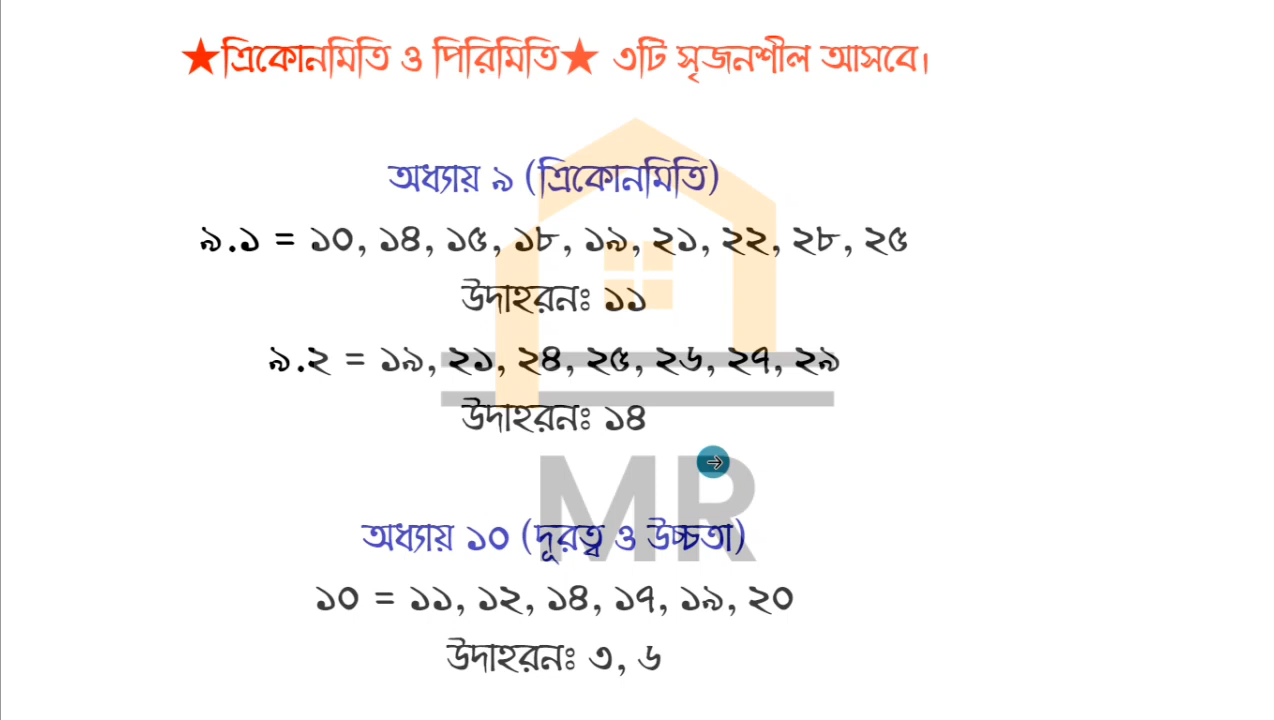 ★ত্রিকোনমিতি ও পিরিমিতি★ ৩টি সৃজনশীল আসবে।
অধ্যায় ৯ (ত্রিকোনমিতি)
৯.১ = ১০, ১৪, ১৫, ১৮, ১৯, ২১, ২২, ২৮, ২৫
উদাহরনঃ ১১
৯.২ = ১৯, ২১, ২৪, ২৫, ২৬, ২৭, ২৯
উদাহরনঃ ১৪
MR
অধ্যায় ১০ (দূরত্ব ও উচ্চতা)
১০ = ১১, ১২, ১৪, ১৭, ১৯, ২০
উদাহরনঃ ৩, ৬